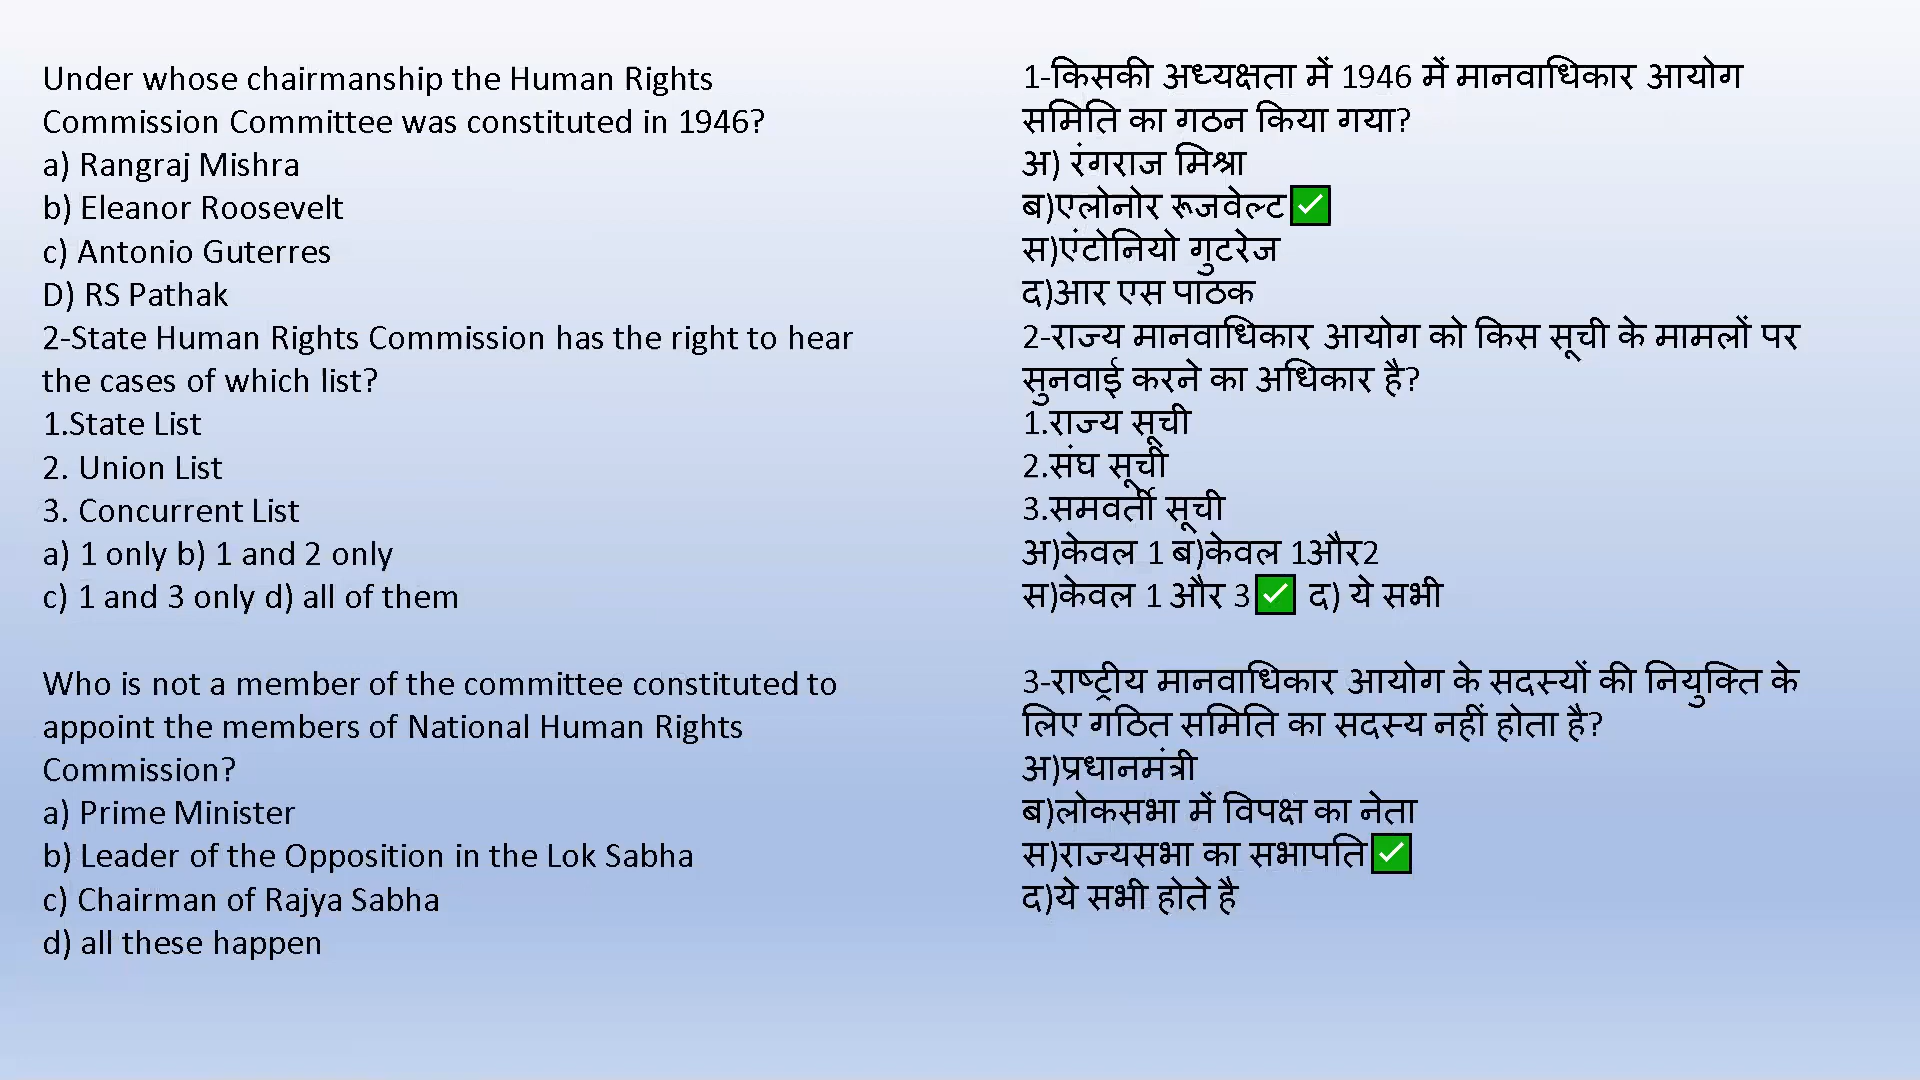 Under whose chairmanship the Human Rights
Commission Committee was constituted in 1946?
a) Rangraj Mishra
b) Eleanor Roosevelt
c) Antonio Guterres
D) RS Pathak
2-State Human Rights Commission has the right to hear
the cases of which list?
1.State List
2. Union List
3. Concurrent List
a) 1 only b) 1 and 2 only
c) 1 and 3 only d) all of them
Who is not a member of the committee constituted to
appoint the members of National Human Rights
Commission?
a) Prime Minister
b) Leader of the Opposition in the Lok Sabha
c) Chairman of Rajya Sabha
d) all these happen
1-किसकी अध्यक्षता में 1946 में मानवाधिकार आयोग
समिति का गठन किया गया?
अ) रंगराज मिश्रा
ब)एलोनोर रूजवेल्ट✅
स)एंटोनियो गुटरेज
द)आर एस पाठक
2-राज्य मानवाधिकार आयोग को किस सूची के मामलों पर
सुनवाई करने का अधिकार है?
1.राज्य सूची
2.संघ सूची
3.समवर्ती सूची
अ)केवल 1 ब)केवल 1और2
स)केवल 1 और 3✅ द) ये सभी
3-राष्ट्रीय मानवाधिकार आयोग के सदस्यों की नियुक्ति के
लिए गठित समिति का सदस्य नहीं होता है?
अ)प्रधानमंत्री
ब)लोकसभा में विपक्ष का नेता
स)राज्यसभा का सभापति✅
द)ये सभी होते है